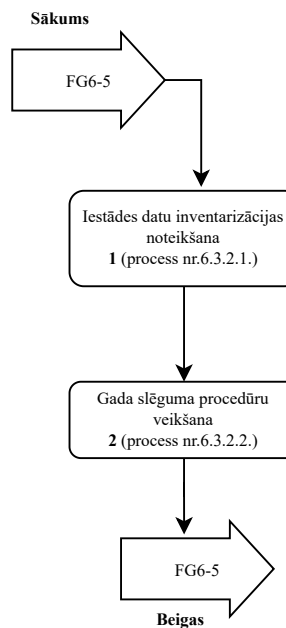 Sākums
FG6-5
Iestādes datu inventarizācijas
noteikšana
1 (process nr.6.3.2.1.)
Gada slēguma procedūru
veikšana
2 (process nr.6.3.2.2.)
FG6-5
Beigas